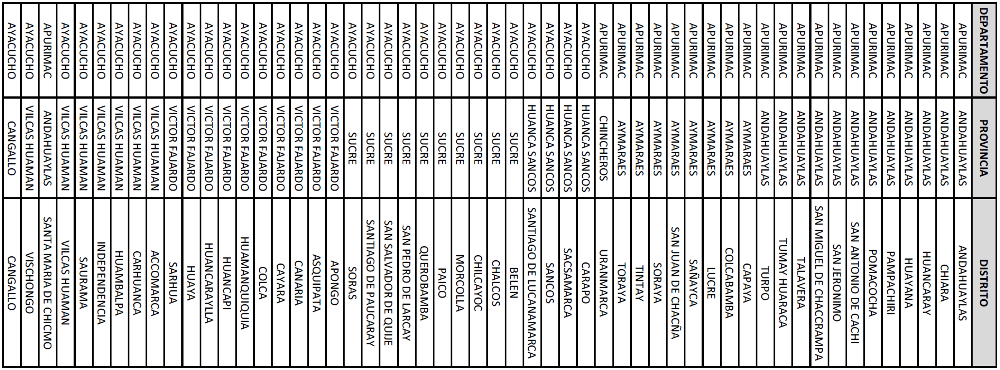 DEPARTAMENTO PROVINCIA DISTRITO
APURIMAC ANDAHUAYLAS ANDAHUAYLAS
APURIMAC ANDAHUAYLAS CHIARA
APURIMAC ANDAHUAYLAS HUANCARAY
APURIMAC ANDAHUAYLAS HUAYANA
APURIMAC ANDAHUAYLAS PAMPACHIRI
APURIMAC ANDAHUAYLAS POMACOCHA
APURIMAC ANDAHUAYLAS SAN ANTONIO DE CACHI
APURIMAC ANDAHUAYLAS SAN JERONIMO
APURIMAC ANDAHUAYLAS SAN MIGUEL DE CHACCRAMPA
APURIMAC ANDAHUAYLAS TALAVERA
APURIMAC ANDAHUAYLAS TUMAY HUARACA
APURIMAC ANDAHUAYLAS TURPO
APURIMAC AYMARAES CAPAYA
APURIMAC AYMARAES COLCABAMBA
APURIMAC AYMARAES LUCRE
APURIMAC AYMARAES SAÑAYCA
APURIMAC AYMARAES SAN JUAN DE CHACÑA
APURIMAC AYMARAES SORAYA
APURIMAC AYMARAES TINTAY
APURIMAC AYMARAES TORAYA
APURIMAC CHINCHEROS URANMARCA
AYACUCHO HUANCA SANCOS CARAPO
AYACUCHO HUANCA SANCOS SACSAMARCA
AYACUCHO HUANCA SANCOS SANCOS
AYACUCHO HUANCA SANCOS SANTIAGO DE LUCANAMARCA
AYACUCHO SUCRE BELEN
AYACUCHO SUCRE CHALCOS
AYACUCHO SUCRE CHILCAYOC
AYACUCHO SUCRE MORCOLLA
AYACUCHO SUCRE PAICO
AYACUCHO SUCRE QUEROBAMBA
AYACUCHO SUCRE SAN PEDRO DE LARCAY
AYACUCHO SUCRE SAN SALVADOR DE QUIJE
AYACUCHO SUCRE SANTIAGO DE PAUCARAY
AYACUCHO SUCRE SORAS
AYACUCHO VICTOR FAJARDO APONGO
AYACUCHO VICTOR FAJARDO ASQUIPATA
AYACUCHO VICTOR FAJARDO CANARIA
AYACUCHO VICTOR FAJARDO CAYARA
AYACUCHO VICTOR FAJARDO COLCA
AYACUCHO VICTOR FAJARDO HUAMANQUIQUIA
AYACUCHO VICTOR FAJARDO HUANCAPI
AYACUCHO VICTOR FAJARDO HUANCARAYLLA
AYACUCHO VICTOR FAJARDO HUAYA
AYACUCHO VICTOR FAJARDO SARHUA
AYACUCHO VILCAS HUAMAN ACCOMARCA
AYACUCHO VILCAS HUAMAN CARHUANCA
AYACUCHO VILCAS HUAMAN HUAMBALPA
AYACUCHO VILCAS HUAMAN INDEPENDENCIA
AYACUCHO VILCAS HUAMAN SAURAMA
AYACUCHO VILCAS HUAMAN VILCAS HUAMAN
APURIMAC ANDAHUAYLAS SANTA MARIA DE CHICMO
AYACUCHO VILCAS HUAMAN VISCHONGO
AYACUCHO CANGALLO CANGALLO